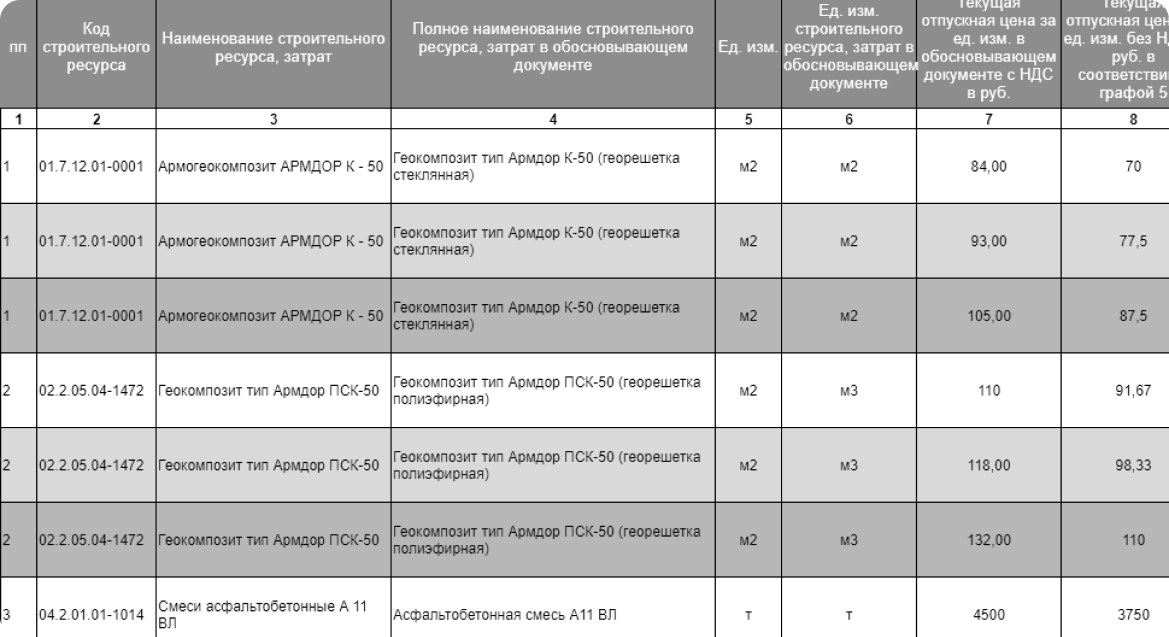 пп
Код
строительного
ресурса
Наименование строительного
ресурса, затрат
Полное наименование строительного
ресурса, затрат в обосновывающем
документе
Ед. изм.
Ед. изм.
строительного
ресурса, затрат в
обосновывающем
документе
Текущая
отпускная цена за
ед. изм. в
обосновывающем
документе с НДС
в руб.
Текущая
отпускная цен
ед. изм. без Н
руб. в
соответстви
графой 5
1 2 3 4 5 6 7 8
1 01.7.12.01-0001 Армогеокомпозит АРМДОР К - 50 Геокомпозит тип Армдор К-50 (георешетка
стеклянная) м2 м2 84,00 70
1 01.7.12.01-0001 Армогеокомпозит АРМДОР К - 50 Геокомпозит тип Армдор К-50 (георешетка
стеклянная) м2 м2 93,00 77,5
1 01.7.12.01-0001 Армогеокомпозит АРМДОР К - 50 Геокомпозит тип Армдор К-50 (георешетка
стеклянная) м2 м2 105,00 87,5
2 02.2.05.04-1472 Геокомпозит тип Армдор ПСК-50 Геокомпозит тип Армдор ПСК-50 (георешетка
полиэфирная) м2 м3 110 91,67
2 02.2.05.04-1472 Геокомпозит тип Армдор ПСК-50 Геокомпозит тип Армдор ПСК-50 (георешетка
полиэфирная) м2 м3 118,00 98,33
2 02.2.05.04-1472 Геокомпозит тип Армдор ПСК-50 Геокомпозит тип Армдор ПСК-50 (георешетка
полиэфирная) м2 м3 132,00 110
3 04.2.01.01-1014 Смеси асфальтобетонные А 11
ВЛ Асфальтобетонная смесь А11 ВЛ т т 4500 3750